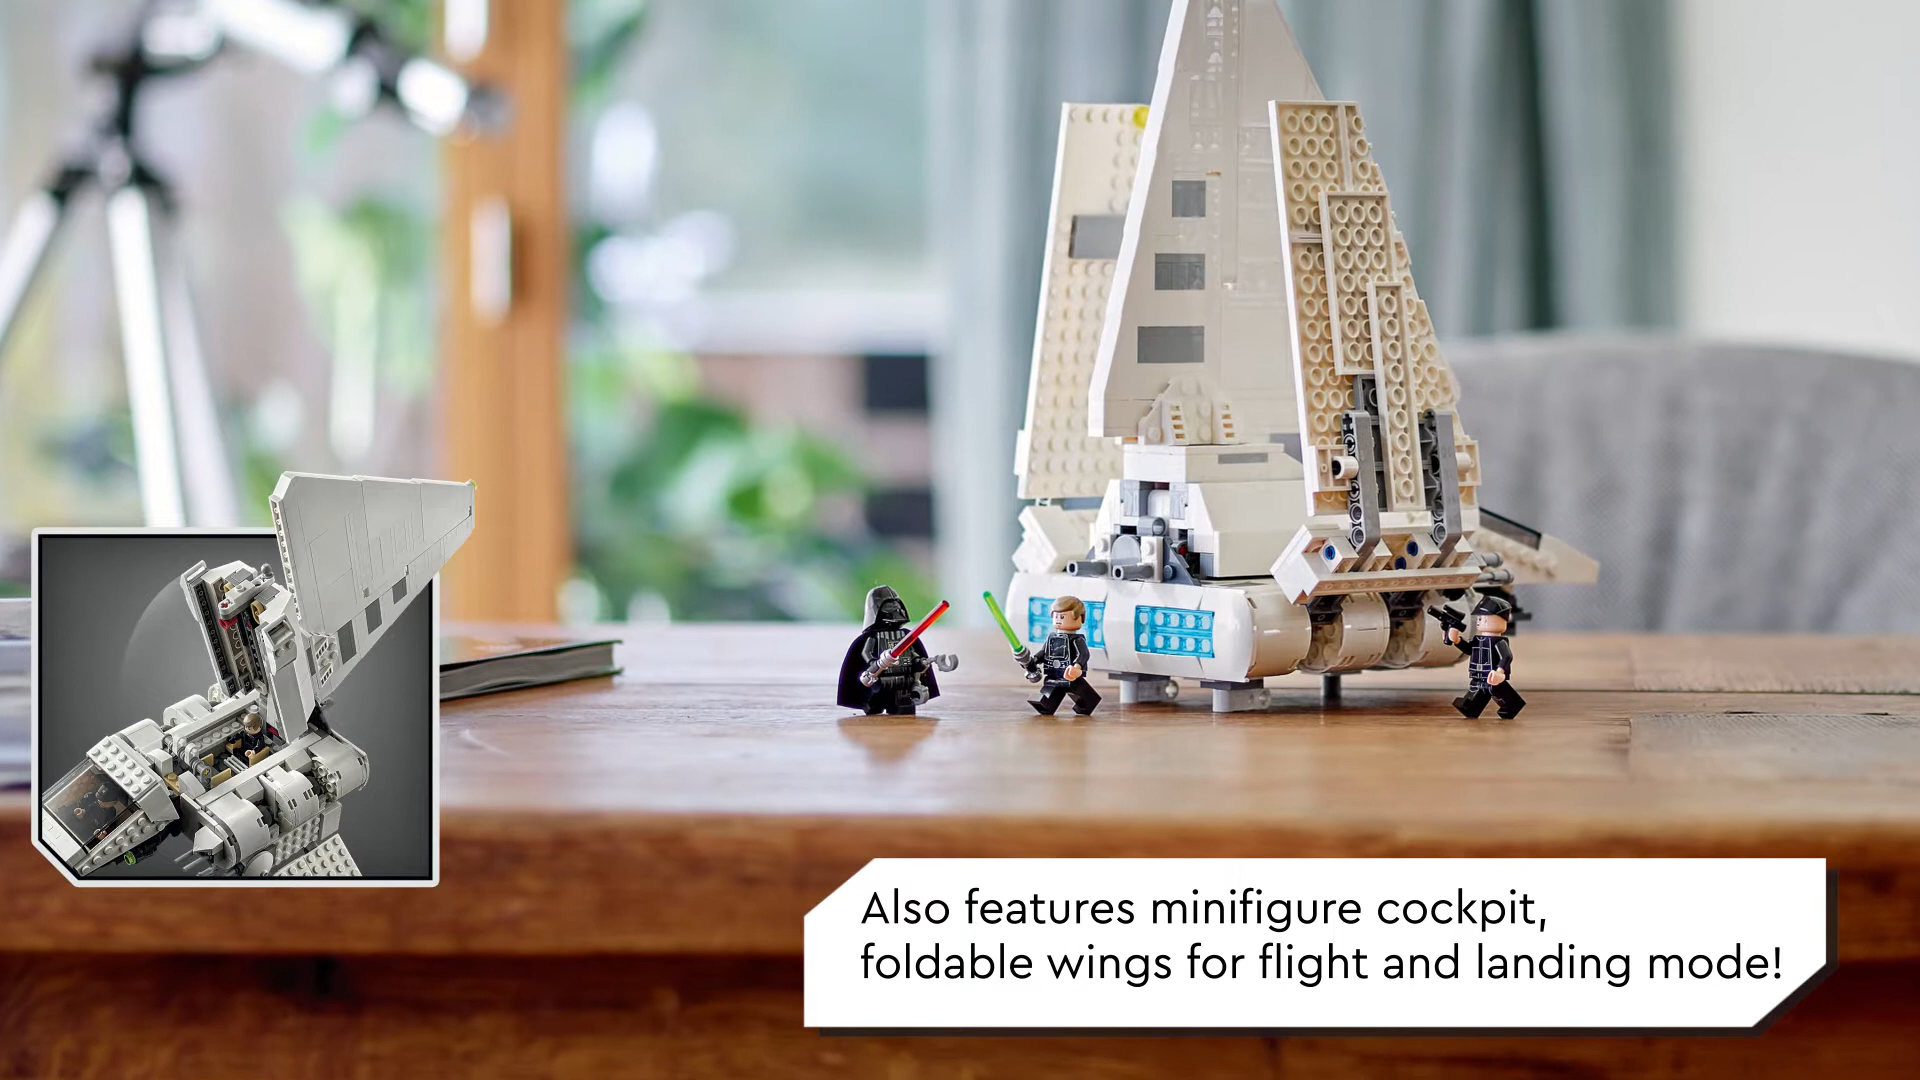 Also features minifigure cockpit,
foldable wings for flight and landing mode!